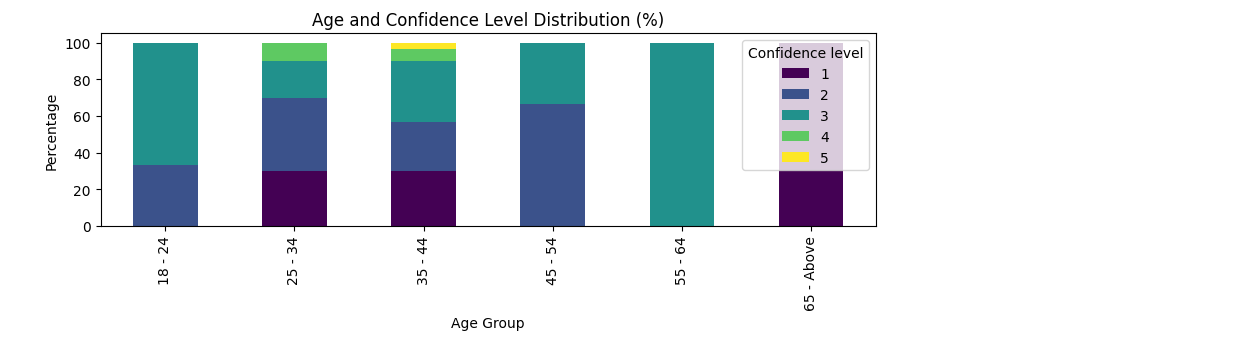 Age and Confidence Level Distribution (%)
Percentage
100
80
60
40
20
0
Confidence level
1
2
3
4
5
18 - 24
25 - 34
35 - 44
45 - 54
55 - 64
65 - Above
Age Group